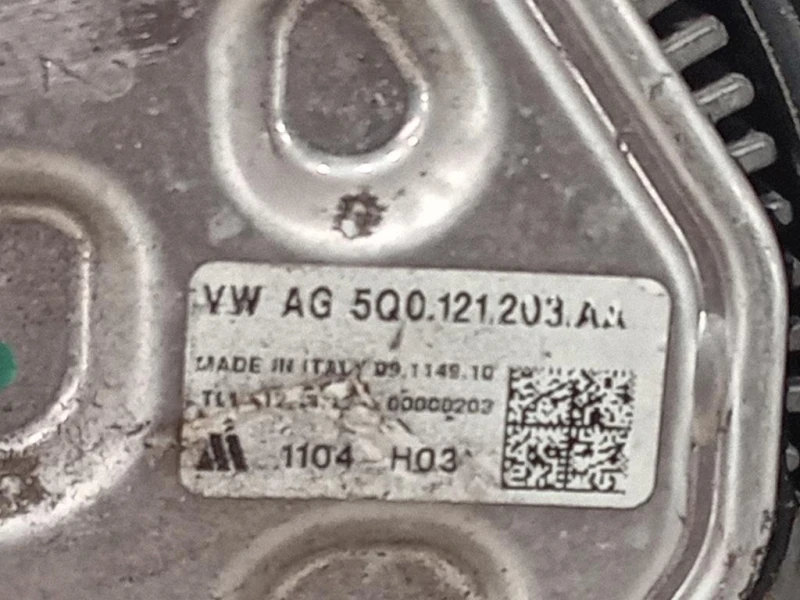 VW AG 5Q0.121.203.AA
MADE IN ITALY 09.1149.10
00000203
1104 H03